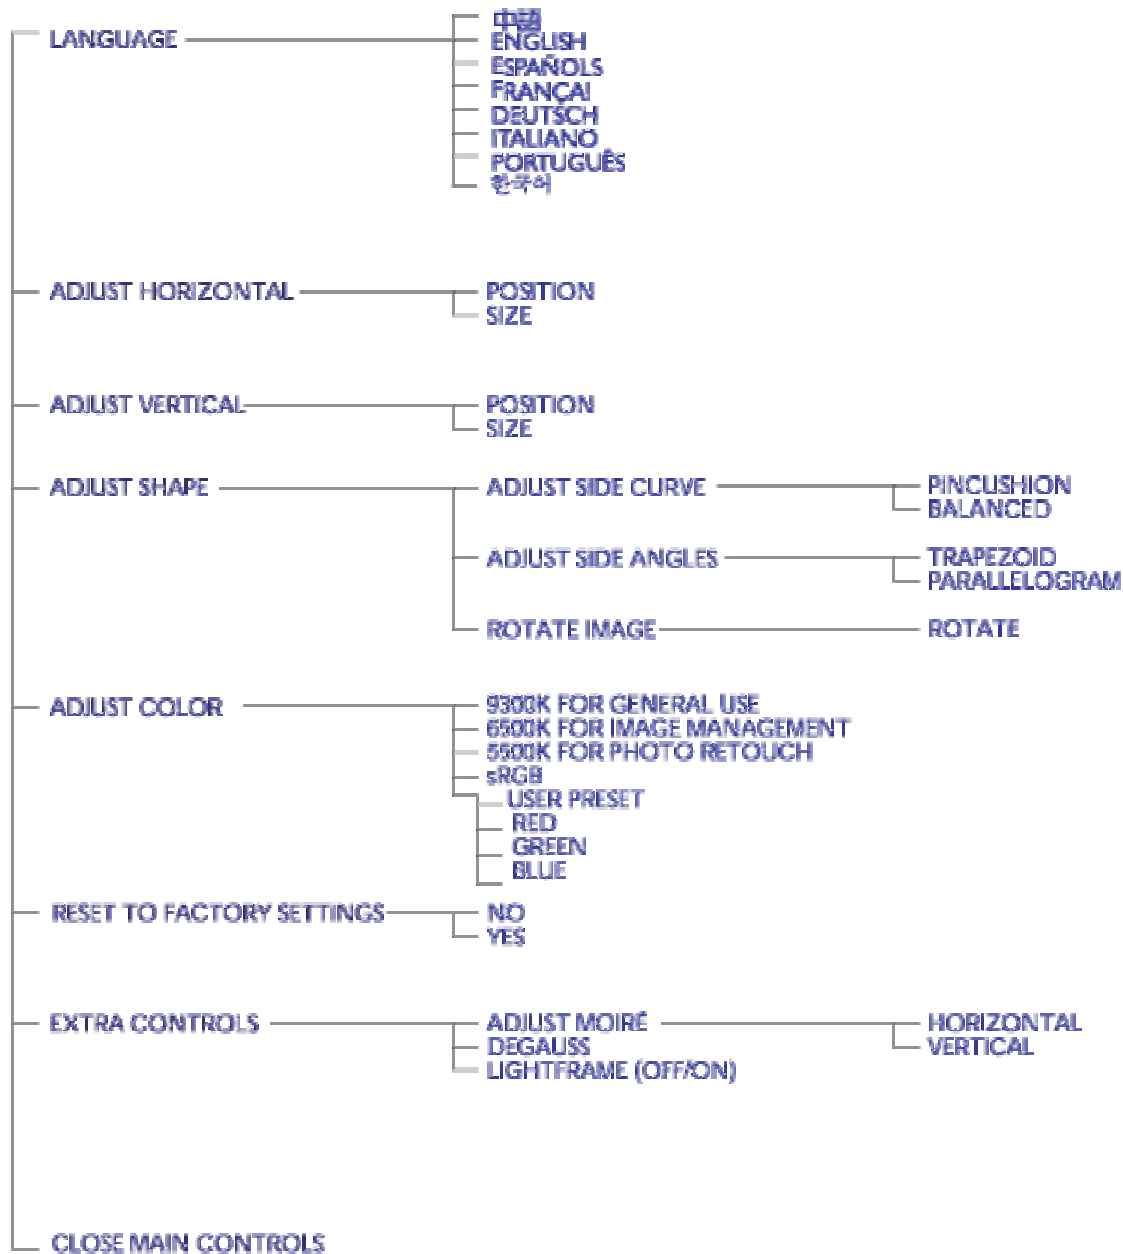 LANGUAGE
中語
ENGLISH
ESPAÑOLS
FRANÇAI
DEUTSCH
ITALIANO
PORTUGUÊS
한국어
ADJUST HORIZONTAL
POSITION
SIZE
ADJUST VERTICAL
POSITION
SIZE
ADJUST SHAPE
ADJUST SIDE CURVE
PINCUSHION
BALANCED
ADJUST SIDE ANGLES
TRAPEZOID
PARALLELOGRAM
ROTATE IMAGE
ROTATE
ADJUST COLOR
9300K FOR GENERAL USE
6500K FOR IMAGE MANAGEMENT
5500K FOR PHOTO RETOUCH
sRGB
USER PRESET
RED
GREEN
BLUE
RESET TO FACTORY SETTINGS
NO
YES
EXTRA CONTROLS
ADJUST MOIRÉ
HORIZONTAL
VERTICAL
DEGAUSS
LIGHTFRAME (OFF/ON)
CLOSE MAIN CONTROLS